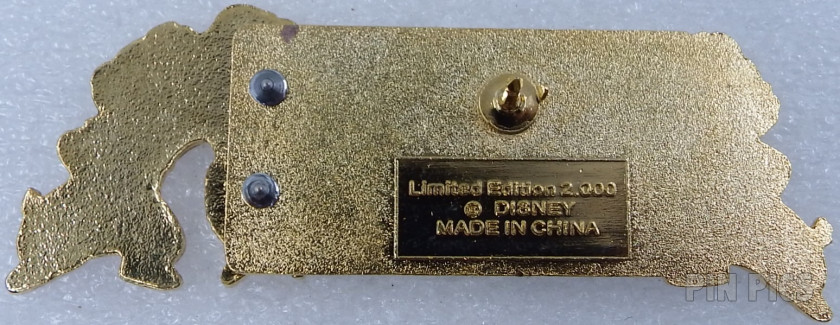 Limited Edition 2,000
© DISNEY
MADE IN CHINA
PIN PICS